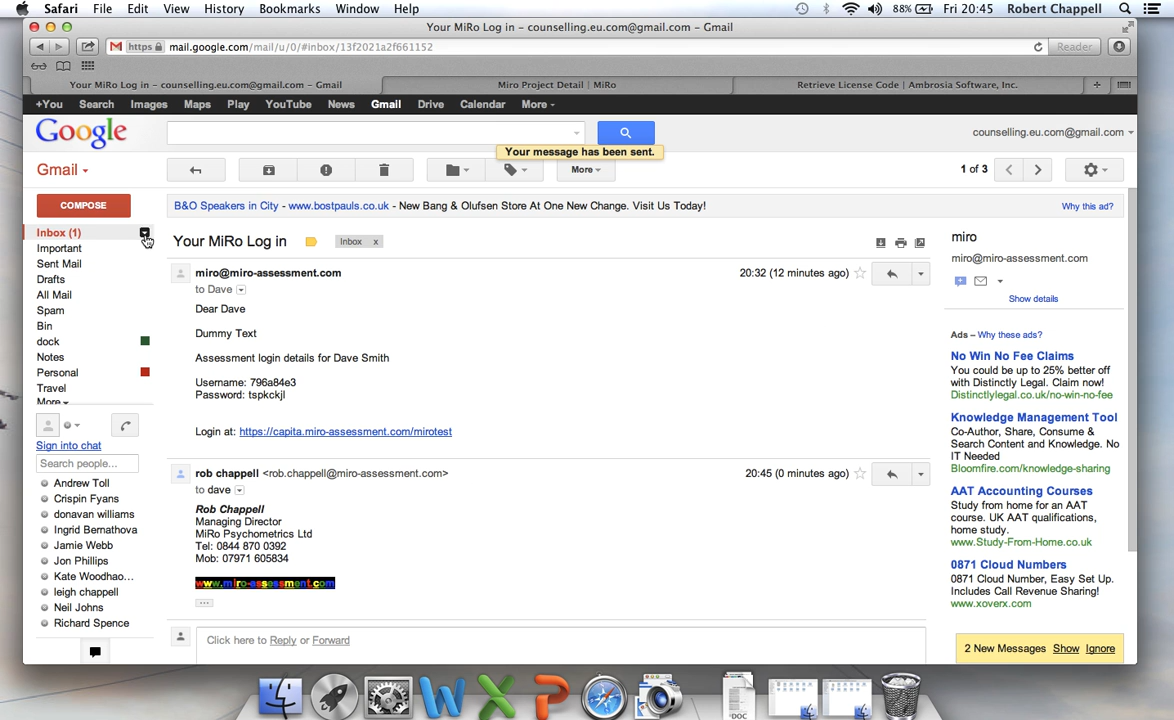 Safari File Edit View History Bookmarks Window Help 88% Fri 20:45 Robert Chappell
Your MiRo Log in – counselling.eu.com@gmail.com – Gmail
https mail.google.com/mail/u/0/#inbox/13f2021a2f661152 Reader
Your MiRo Log in – counselling.eu.com@gmail.com – Gmail
Miro Project Detail | MiRo
Retrieve License Code | Ambrosia Software, Inc.
+You Search Images Maps Play YouTube News Gmail Drive Calendar More
Google
counselling.eu.com@gmail.com
Your message has been sent.
Gmail
More
1 of 3
COMPOSE
Inbox (1)
Important
Sent Mail
Drafts
All Mail
Spam
Bin
dock
Notes
Personal
Travel
More
Sign into chat
Search people...
Andrew Toll
Crispin Fyans
donavan williams
Ingrid Bernathova
Jamie Webb
Jon Phillips
Kate Woodhao...
leigh chappell
Neil Johns
Richard Spence
B&O Speakers in City - www.bostpauls.co.uk - New Bang & Olufsen Store At One New Change. Visit Us Today!
Why this ad?
Your MiRo Log in
Inbox x
miro@miro-assessment.com
20:32 (12 minutes ago)
to Dave
Dear Dave
Dummy Text
Assessment login details for Dave Smith
Username: 796a84e3
Password: tspkckjl
Login at: https://capita.miro-assessment.com/mirotest
rob chappell <rob.chappell@miro-assessment.com>
20:45 (0 minutes ago)
to dave
Rob Chappell
Managing Director
MiRo Psychometrics Ltd
Tel: 0844 870 0392
Mob: 07971 605834
www.miro-assessment.com
Click here to Reply or Forward
miro
miro@miro-assessment.com
Show details
Ads – Why these ads?
No Win No Fee Claims
You could be up to 25% better off
with Distinctly Legal. Claim now!
Distinctlylegal.co.uk/no-win-no-fee
Knowledge Management Tool
Co-Author, Share, Consume &
Search Content and Knowledge. No
IT Needed
Bloomfire.com/knowledge-sharing
AAT Accounting Courses
Study from home for an AAT
course. UK AAT qualifications,
home study.
www.Study-From-Home.co.uk
0871 Cloud Numbers
0871 Cloud Number, Easy Set Up.
Includes Call Revenue Sharing!
www.xoverx.com
2 New Messages Show Ignore
DOC